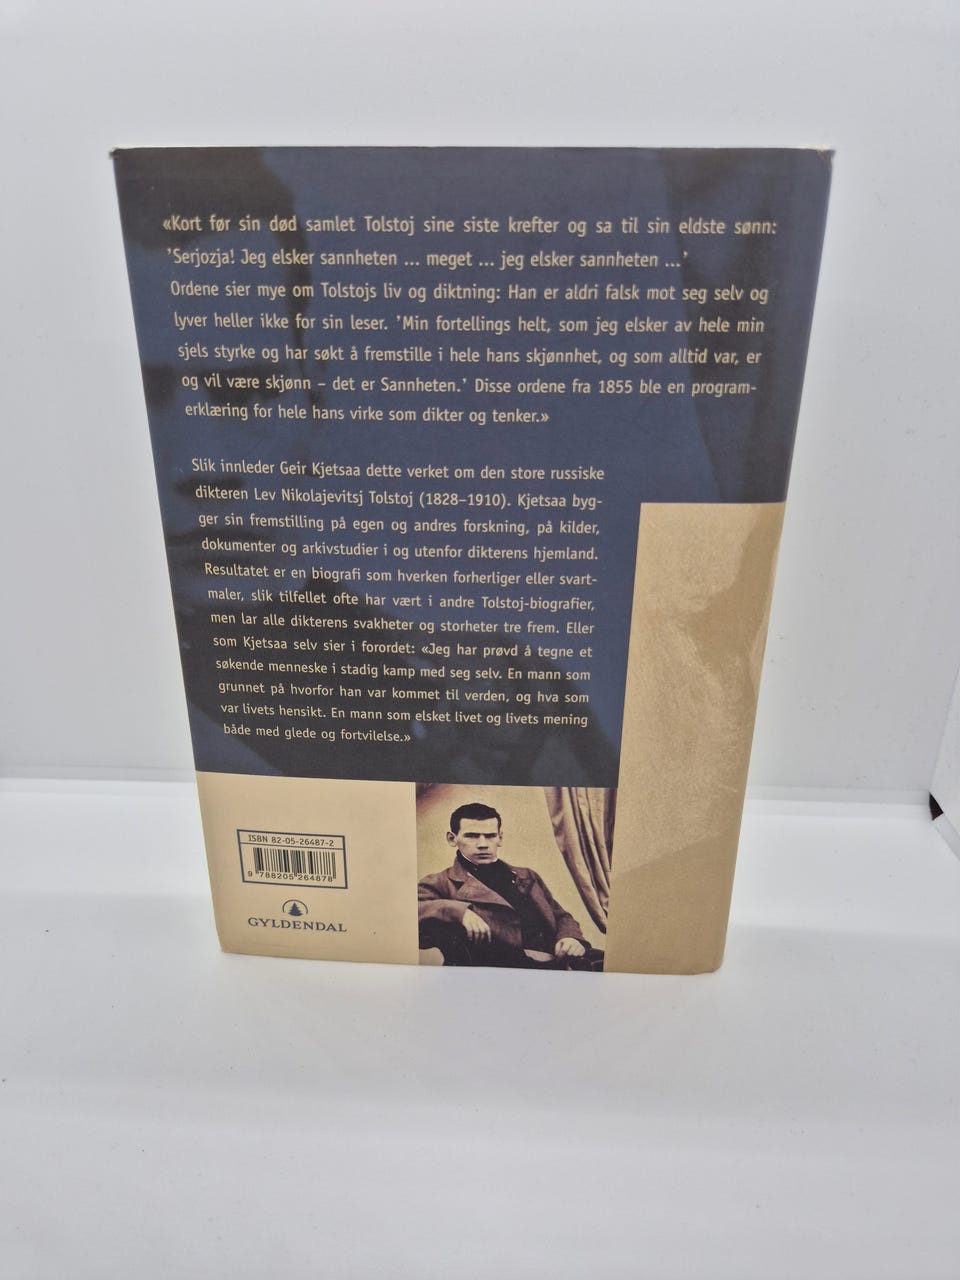 «Kort før sin død samlet Tolstoj sine siste krefter og sa til sin eldste sønn:
'Serjozja! Jeg elsker sannheten ... meget ... jeg elsker sannheten ...'
Ordene sier mye om Tolstojs liv og diktning: Han er aldri falsk mot seg selv og
lyver heller ikke for sin leser. 'Min fortellings helt, som jeg elsker av hele min
sjels styrke og har søkt å fremstille i hele hans skjønnhet, og som alltid var, er
og vil være skjønn – det er Sannheten.' Disse ordene fra 1855 ble en program-
erklæring for hele hans virke som dikter og tenker.»
Slik innleder Geir Kjetsaa dette verket om den store russiske
dikteren Lev Nikolajevitsj Tolstoj (1828–1910). Kjetsaa byg-
ger sin fremstilling på egen og andres forskning, på kilder,
dokumenter og arkivstudier i og utenfor dikterens hjemland.
Resultatet er en biografi som hverken forherliger eller svart-
maler, slik tilfellet ofte har vært i andre Tolstoj-biografier,
men lar alle dikterens svakheter og storheter tre frem. Eller
som Kjetsaa selv sier i forordet: «Jeg har prøvd å tegne et
søkende menneske i stadig kamp med seg selv. En mann som
grunnet på hvorfor han var kommet til verden, og hva som
var livets hensikt. En mann som elsket livet og livets mening
både med glede og fortvilelse.»
ISBN 82-05-26487-2
9 788205 264878
GYLDENDAL